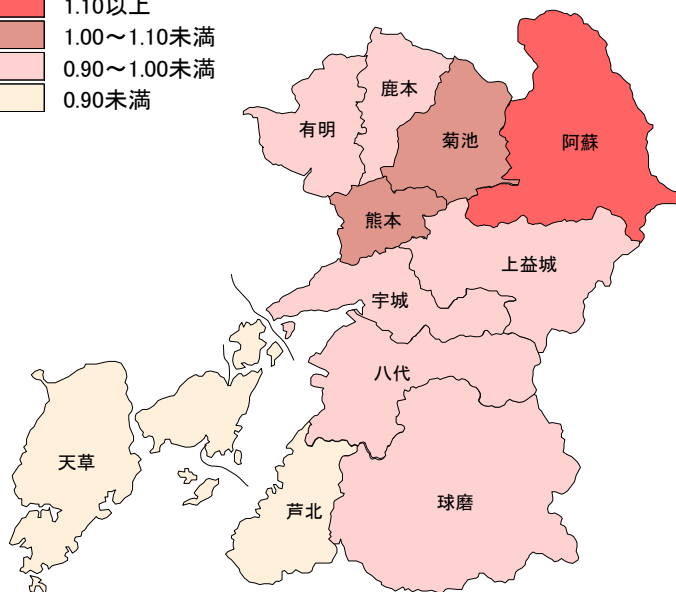 1.10以上
1.00～1.10未満
0.90～1.00未満
0.90未満
鹿本
有明
菊池
阿蘇
熊本
上益城
宇城
八代
天草
芦北
球磨